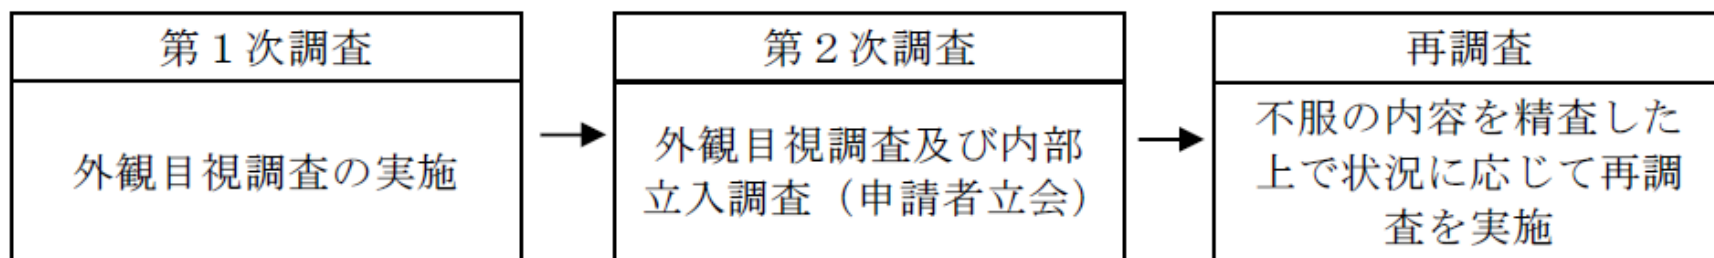 第１次調査
外観目視調査の実施
第２次調査
外観目視調査及び内部
立入調査（申請者立会）
再調査
不服の内容を精査した
上で状況に応じて再調
査を実施